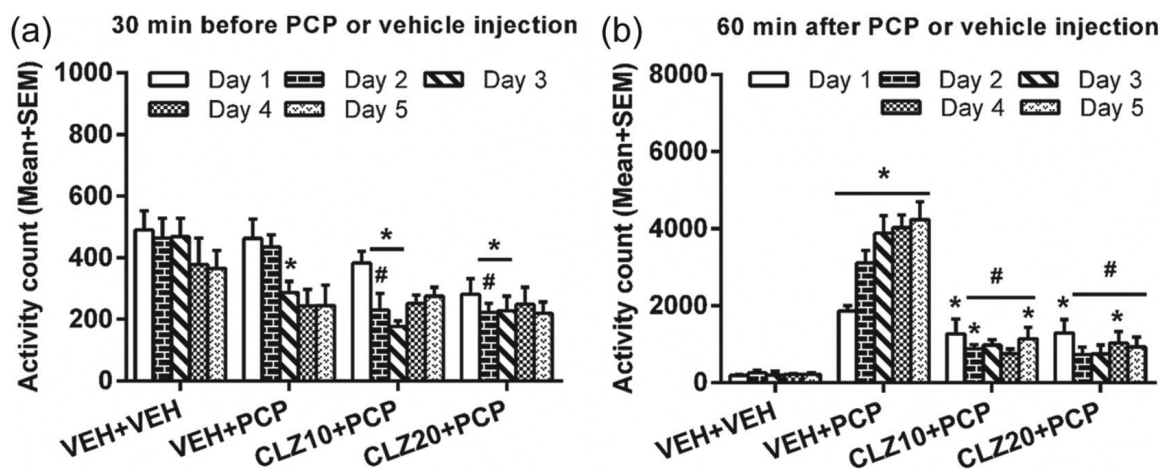 (a) 30 min before PCP or vehicle injection
Activity count (Mean+SEM)
1000
800
600
400
200
0
Day 1 Day 2 Day 3
Day 4 Day 5
*
* # *
# *
VEH+VEH VEH+PCP CLZ10+PCP CLZ20+PCP
(b) 60 min after PCP or vehicle injection
Activity count (Mean+SEM)
8000
6000
4000
2000
0
Day 1 Day 2 Day 3
Day 4 Day 5
*
# #
* * * * *
VEH+VEH VEH+PCP CLZ10+PCP CLZ20+PCP